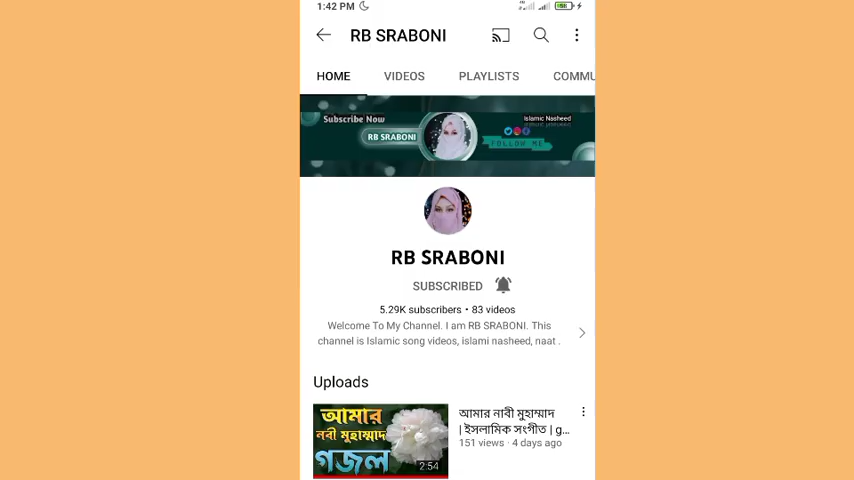 1:42 PM
RB SRABONI
HOME VIDEOS PLAYLISTS COMMU
Subscribe Now
Islamic Nasheed
RB SRABONI
FOLLOW ME
RB SRABONI
SUBSCRIBED
5.29K subscribers • 83 videos
Welcome To My Channel. I am RB SRABONI. This
channel is Islamic song videos, islami nasheed, naat .
Uploads
আমার
নবী মুহাম্মাদ
গজল
2:54
আমার নাবী মুহাম্মাদ
| ইসলামিক সংগীত | g...
151 views · 4 days ago